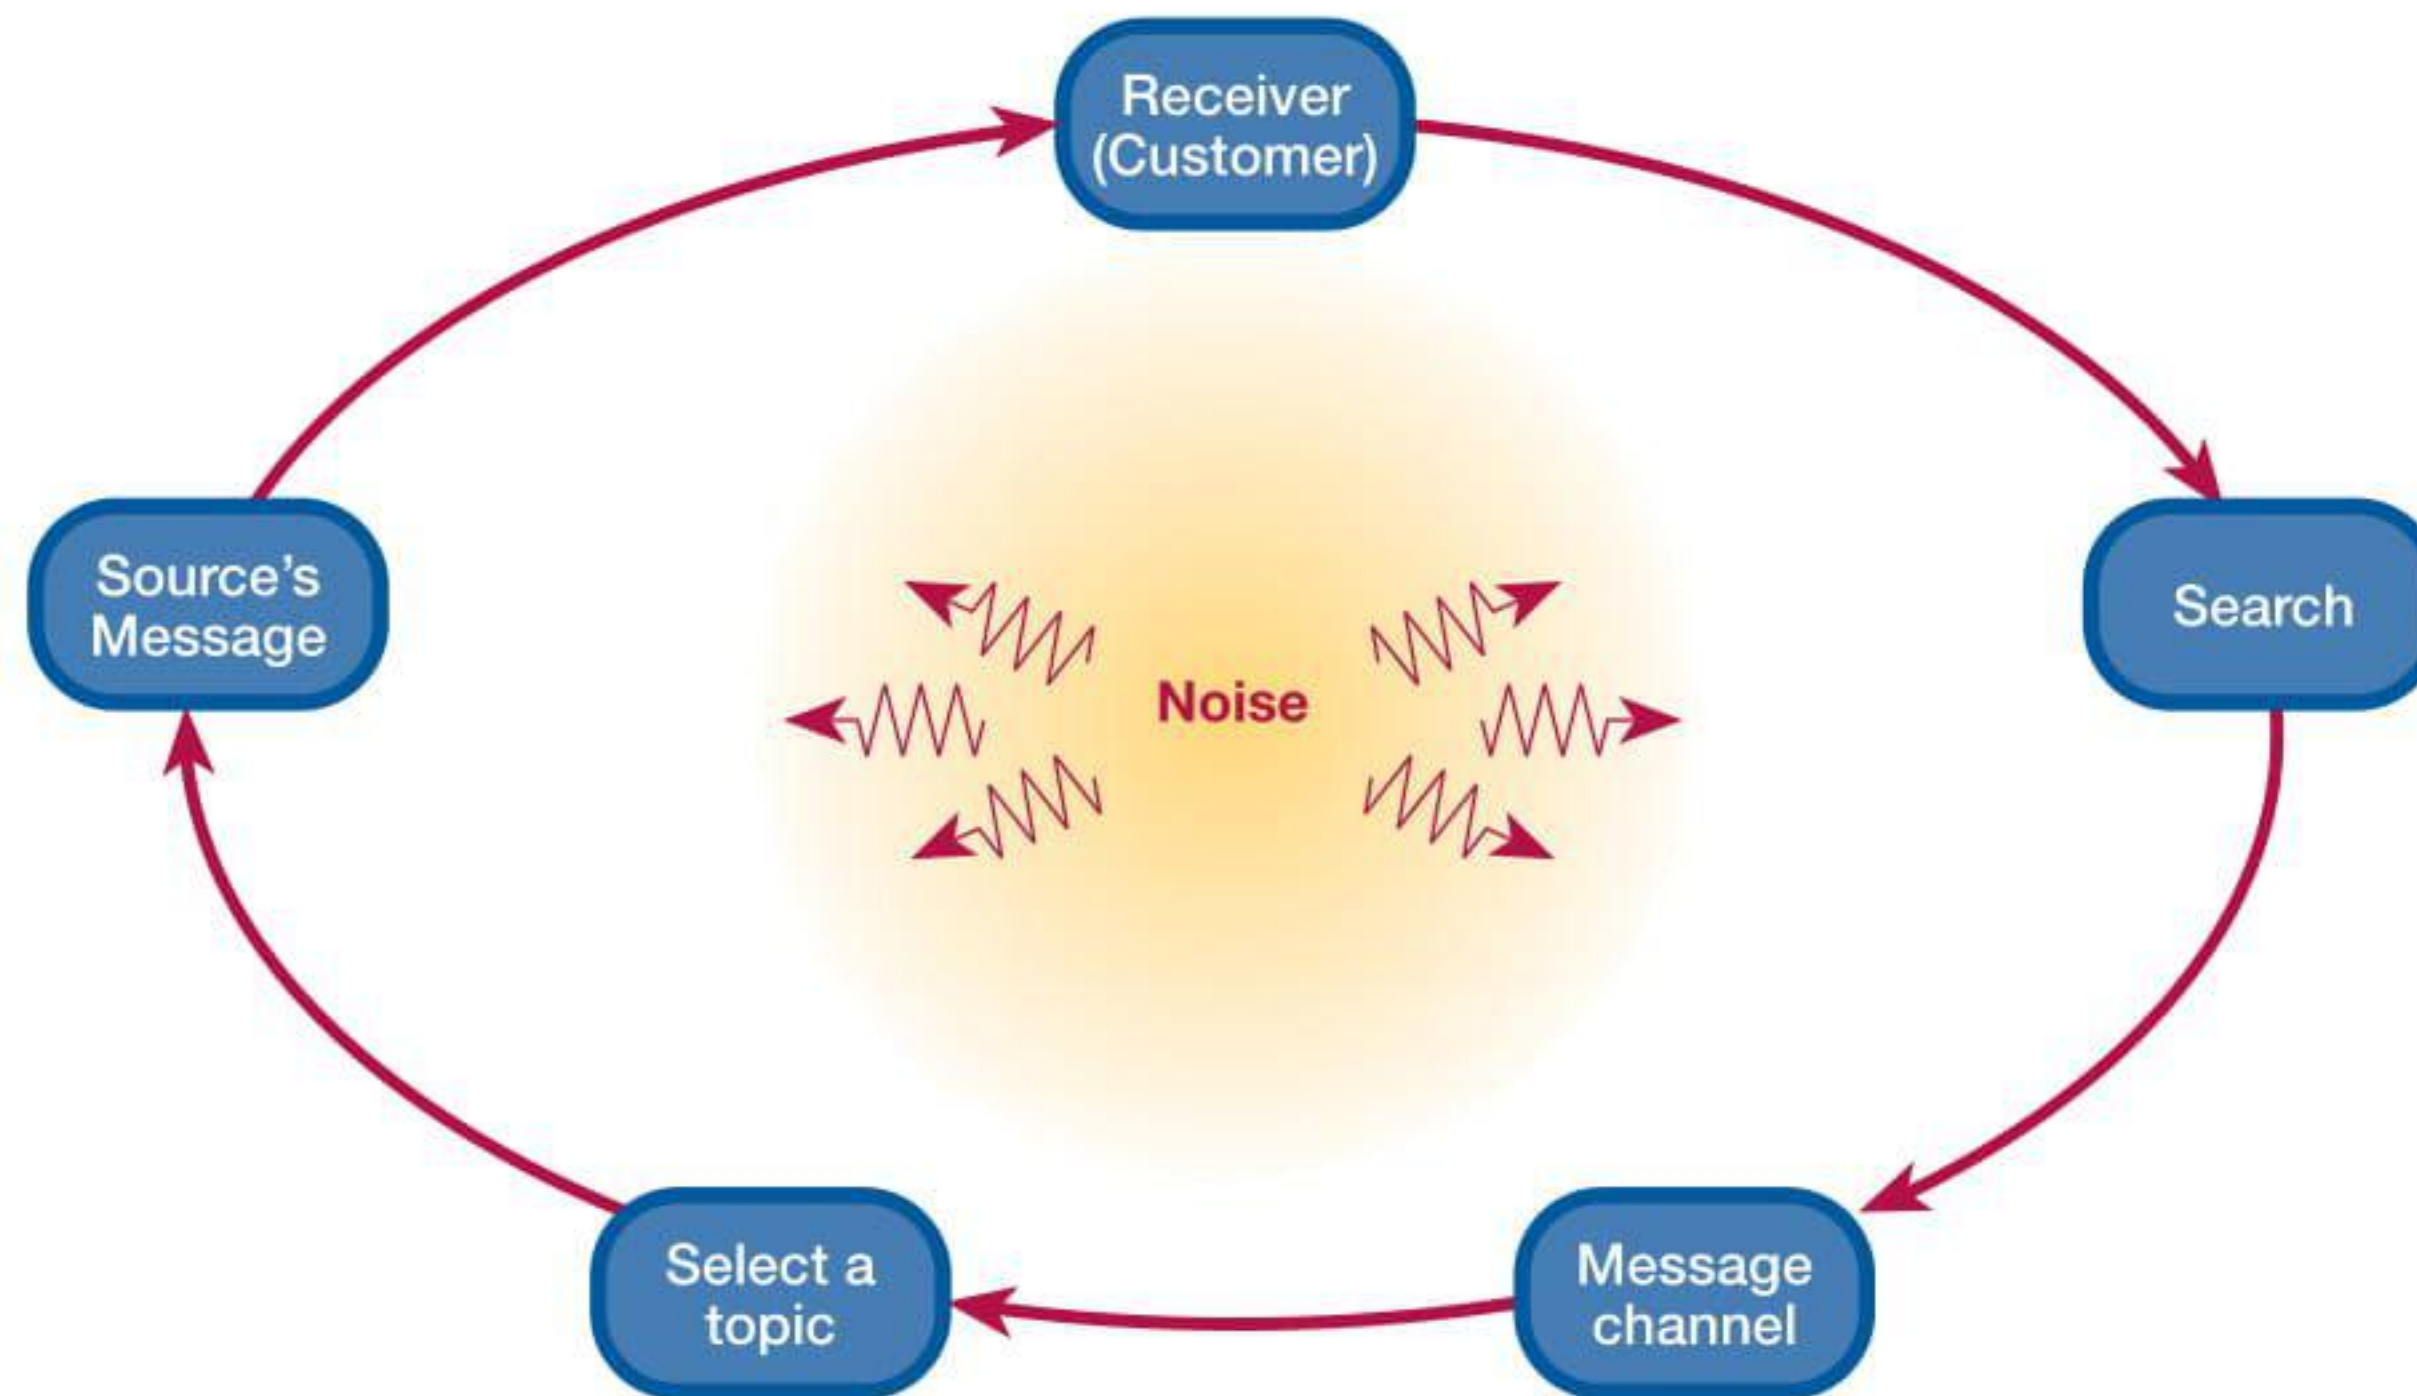 Receiver
(Customer)
Source’s
Message
Search
Noise
Select a
topic
Message
channel